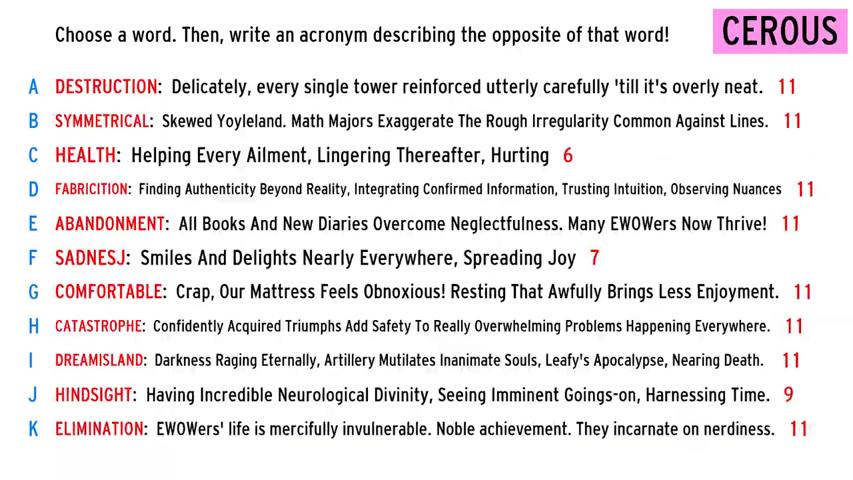 Choose a word. Then, write an acronym describing the opposite of that word!
CEROUS
A DESTRUCTION: Delicately, every single tower reinforced utterly carefully 'till it's overly neat. 11
B SYMMETRICAL: Skewed Yoyleland. Math Majors Exaggerate The Rough Irregularity Common Against Lines. 11
C HEALTH: Helping Every Ailment, Lingering Thereafter, Hurting 6
D FABRICITION: Finding Authenticity Beyond Reality, Integrating Confirmed Information, Trusting Intuition, Observing Nuances 11
E ABANDONMENT: All Books And New Diaries Overcome Neglectfulness. Many EWOWers Now Thrive! 11
F SADNESJ: Smiles And Delights Nearly Everywhere, Spreading Joy 7
G COMFORTABLE: Crap, Our Mattress Feels Obnoxious! Resting That Awfully Brings Less Enjoyment. 11
H CATASTROPHE: Confidently Acquired Triumphs Add Safety To Really Overwhelming Problems Happening Everywhere. 11
I DREAMISLAND: Darkness Raging Eternally, Artillery Mutilates Inanimate Souls, Leafy's Apocalypse, Nearing Death. 11
J HINDSIGHT: Having Incredible Neurological Divinity, Seeing Imminent Goings-on, Harnessing Time. 9
K ELIMINATION: EWOWers' life is mercifully invulnerable. Noble achievement. They incarnate on nerdiness. 11